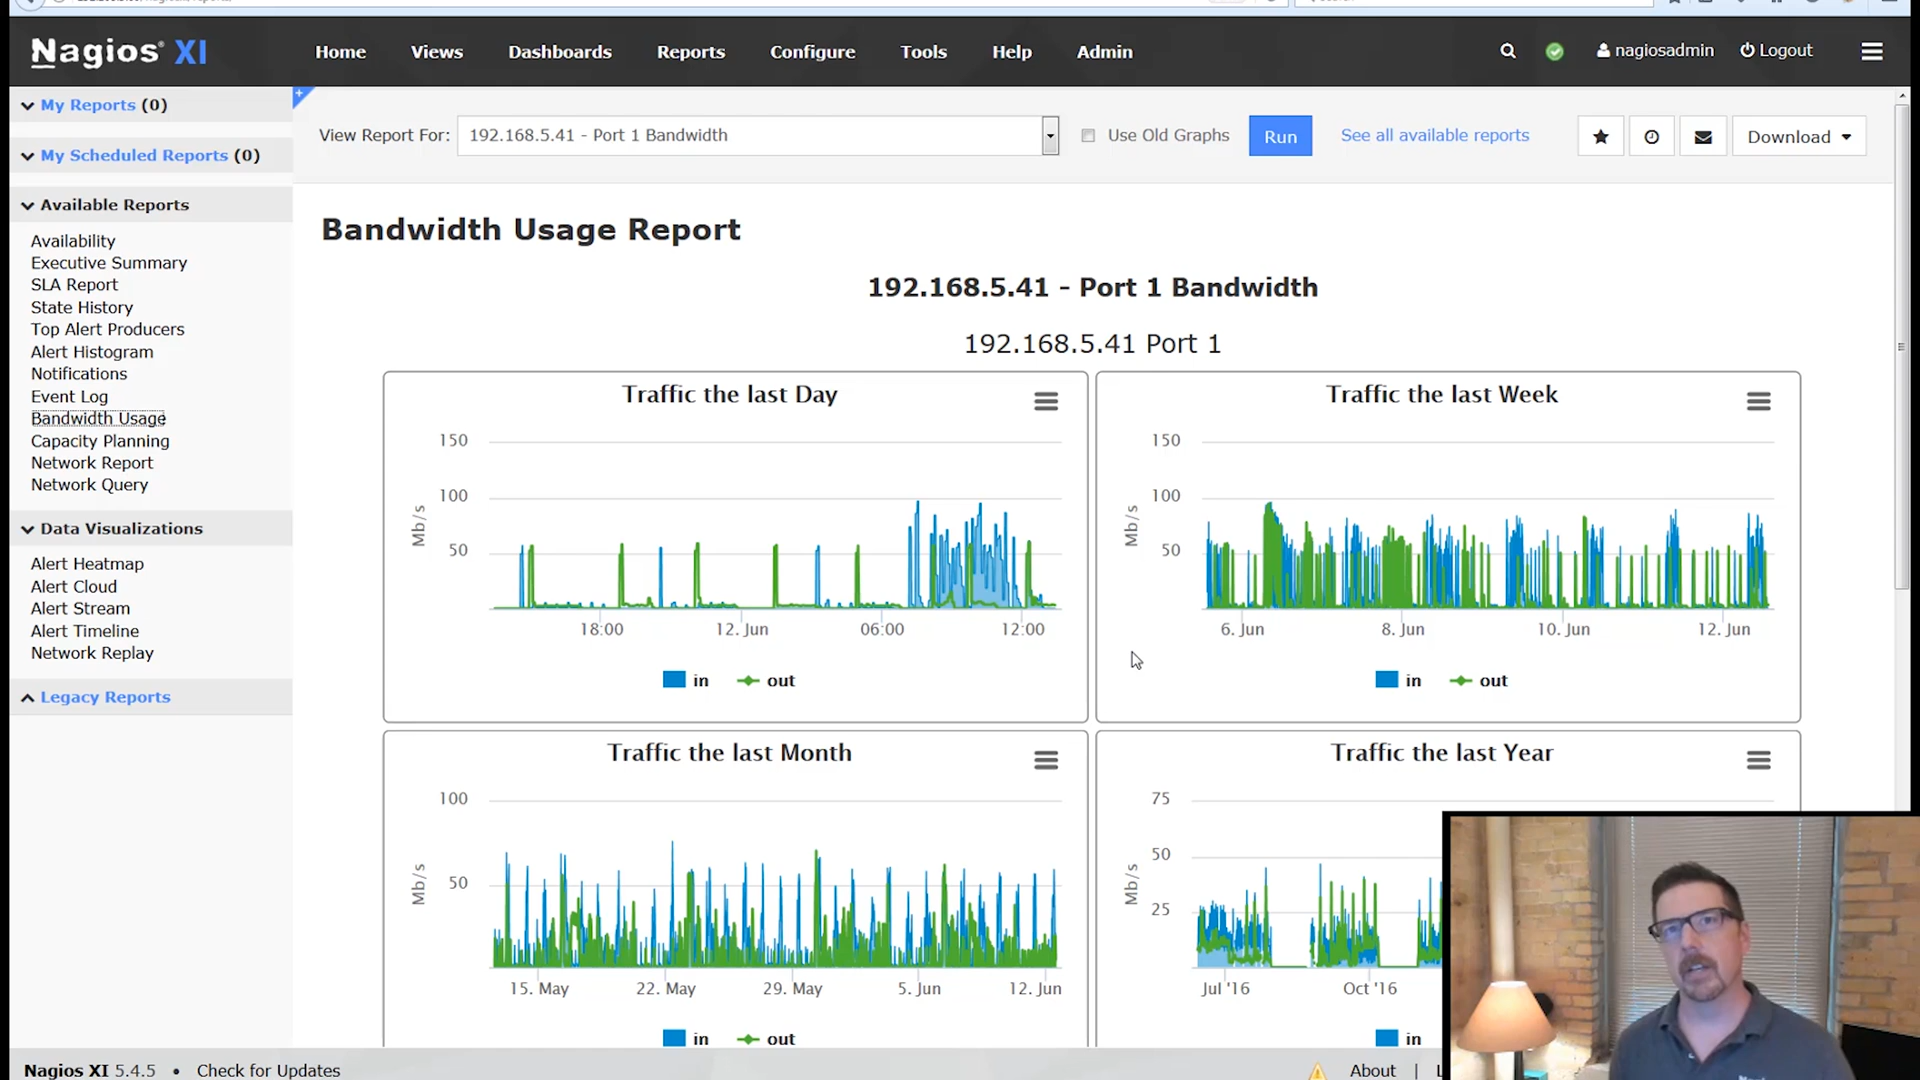 Nagios® XI
Home
Views
Dashboards
Reports
Configure
Tools
Help
Admin
nagiosadmin
Logout
My Reports (0)
My Scheduled Reports (0)
Available Reports
Availability
Executive Summary
SLA Report
State History
Top Alert Producers
Alert Histogram
Notifications
Event Log
Bandwidth Usage
Capacity Planning
Network Report
Network Query
Data Visualizations
Alert Heatmap
Alert Cloud
Alert Stream
Alert Timeline
Network Replay
Legacy Reports
View Report For:
192.168.5.41 - Port 1 Bandwidth
Use Old Graphs
Run
See all available reports
Download
Bandwidth Usage Report
192.168.5.41 - Port 1 Bandwidth
192.168.5.41 Port 1
Traffic the last Day
150
100
50
Mb/s
18:00
12. Jun
06:00
12:00
in
out
Traffic the last Week
150
100
50
Mb/s
6. Jun
8. Jun
10. Jun
12. Jun
in
out
Traffic the last Month
100
50
Mb/s
15. May
22. May
29. May
5. Jun
12. Jun
in
out
Traffic the last Year
75
50
25
Mb/s
Jul '16
Oct '16
in
Nagios XI 5.4.5 • Check for Updates
About |